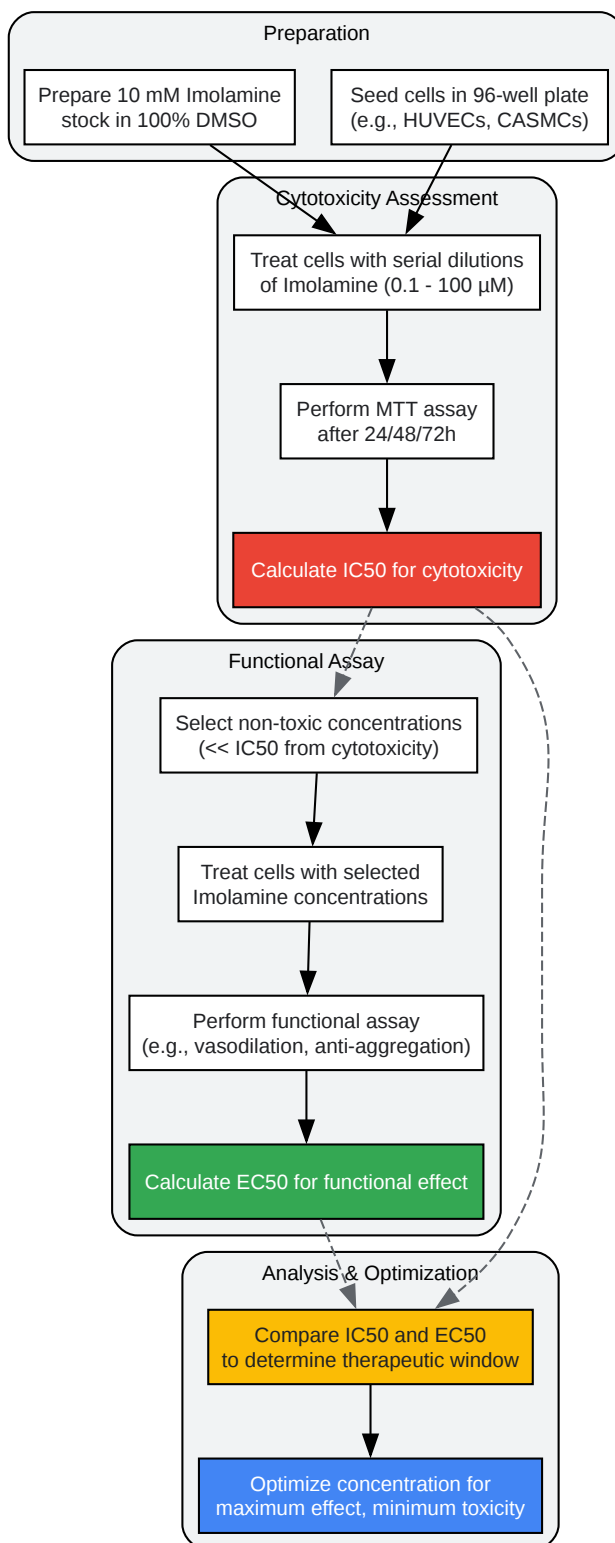 Preparation
Prepare 10 mM Imolamine
stock in 100% DMSO
Seed cells in 96-well plate
(e.g., HUVECs, CASMCs)
Cytotoxicity Assessment
Treat cells with serial dilutions
of Imolamine (0.1 - 100 µM)
Perform MTT assay
after 24/48/72h
Calculate IC50 for cytotoxicity
Functional Assay
Select non-toxic concentrations
(<< IC50 from cytotoxicity)
Treat cells with selected
Imolamine concentrations
Perform functional assay
(e.g., vasodilation, anti-aggregation)
Calculate EC50 for functional effect
Analysis & Optimization
Compare IC50 and EC50
to determine therapeutic window
Optimize concentration for
maximum effect, minimum toxicity